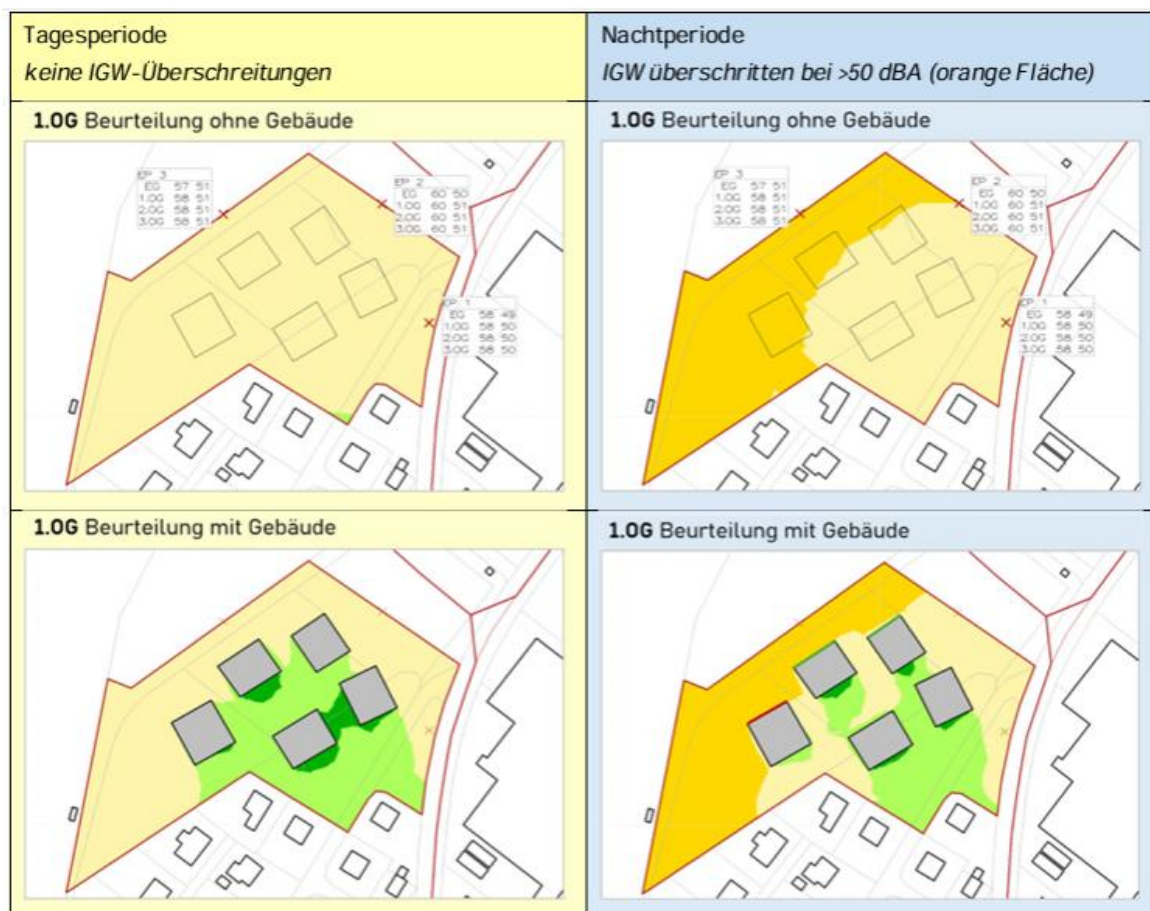 Tagesperiode
keine IGW-Überschreitungen
Nachtperiode
IGW überschritten bei >50 dBA (orange Fläche)
1.OG Beurteilung ohne Gebäude
EP 3
EG 57 51
1.OG 58 51
2.OG 58 51
3.OG 58 51
EP 2
EG 60 50
1.OG 60 51
2.OG 60 51
3.OG 60 51
EP 1
EG 58 49
1.OG 58 50
2.OG 58 50
3.OG 58 50
1.OG Beurteilung ohne Gebäude
EP 3
EG 57 51
1.OG 58 51
2.OG 58 51
3.OG 58 51
EP 2
EG 60 50
1.OG 60 51
2.OG 60 51
3.OG 60 51
EP 1
EG 58 49
1.OG 58 50
2.OG 58 50
3.OG 58 50
1.OG Beurteilung mit Gebäude
1.OG Beurteilung mit Gebäude